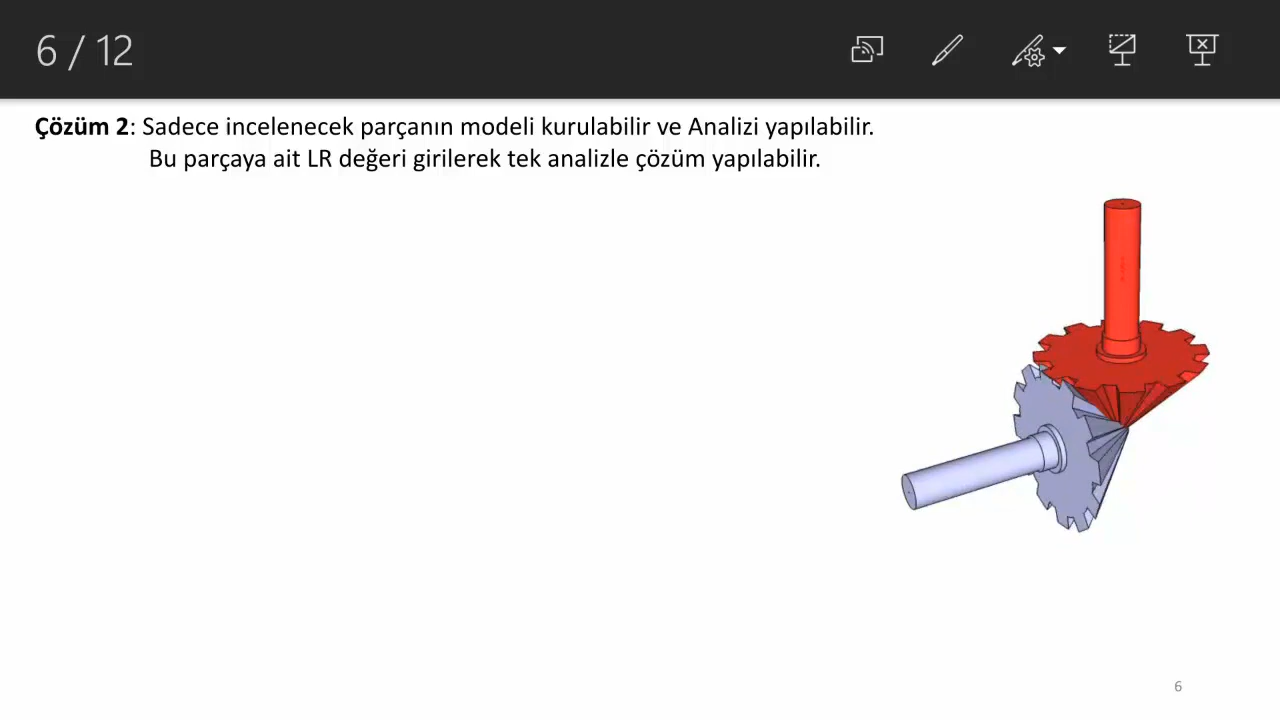 6 / 12
Çözüm 2: Sadece incelenecek parçanın modeli kurulabilir ve Analizi yapılabilir.
Bu parçaya ait LR değeri girilerek tek analizle çözüm yapılabilir.
6